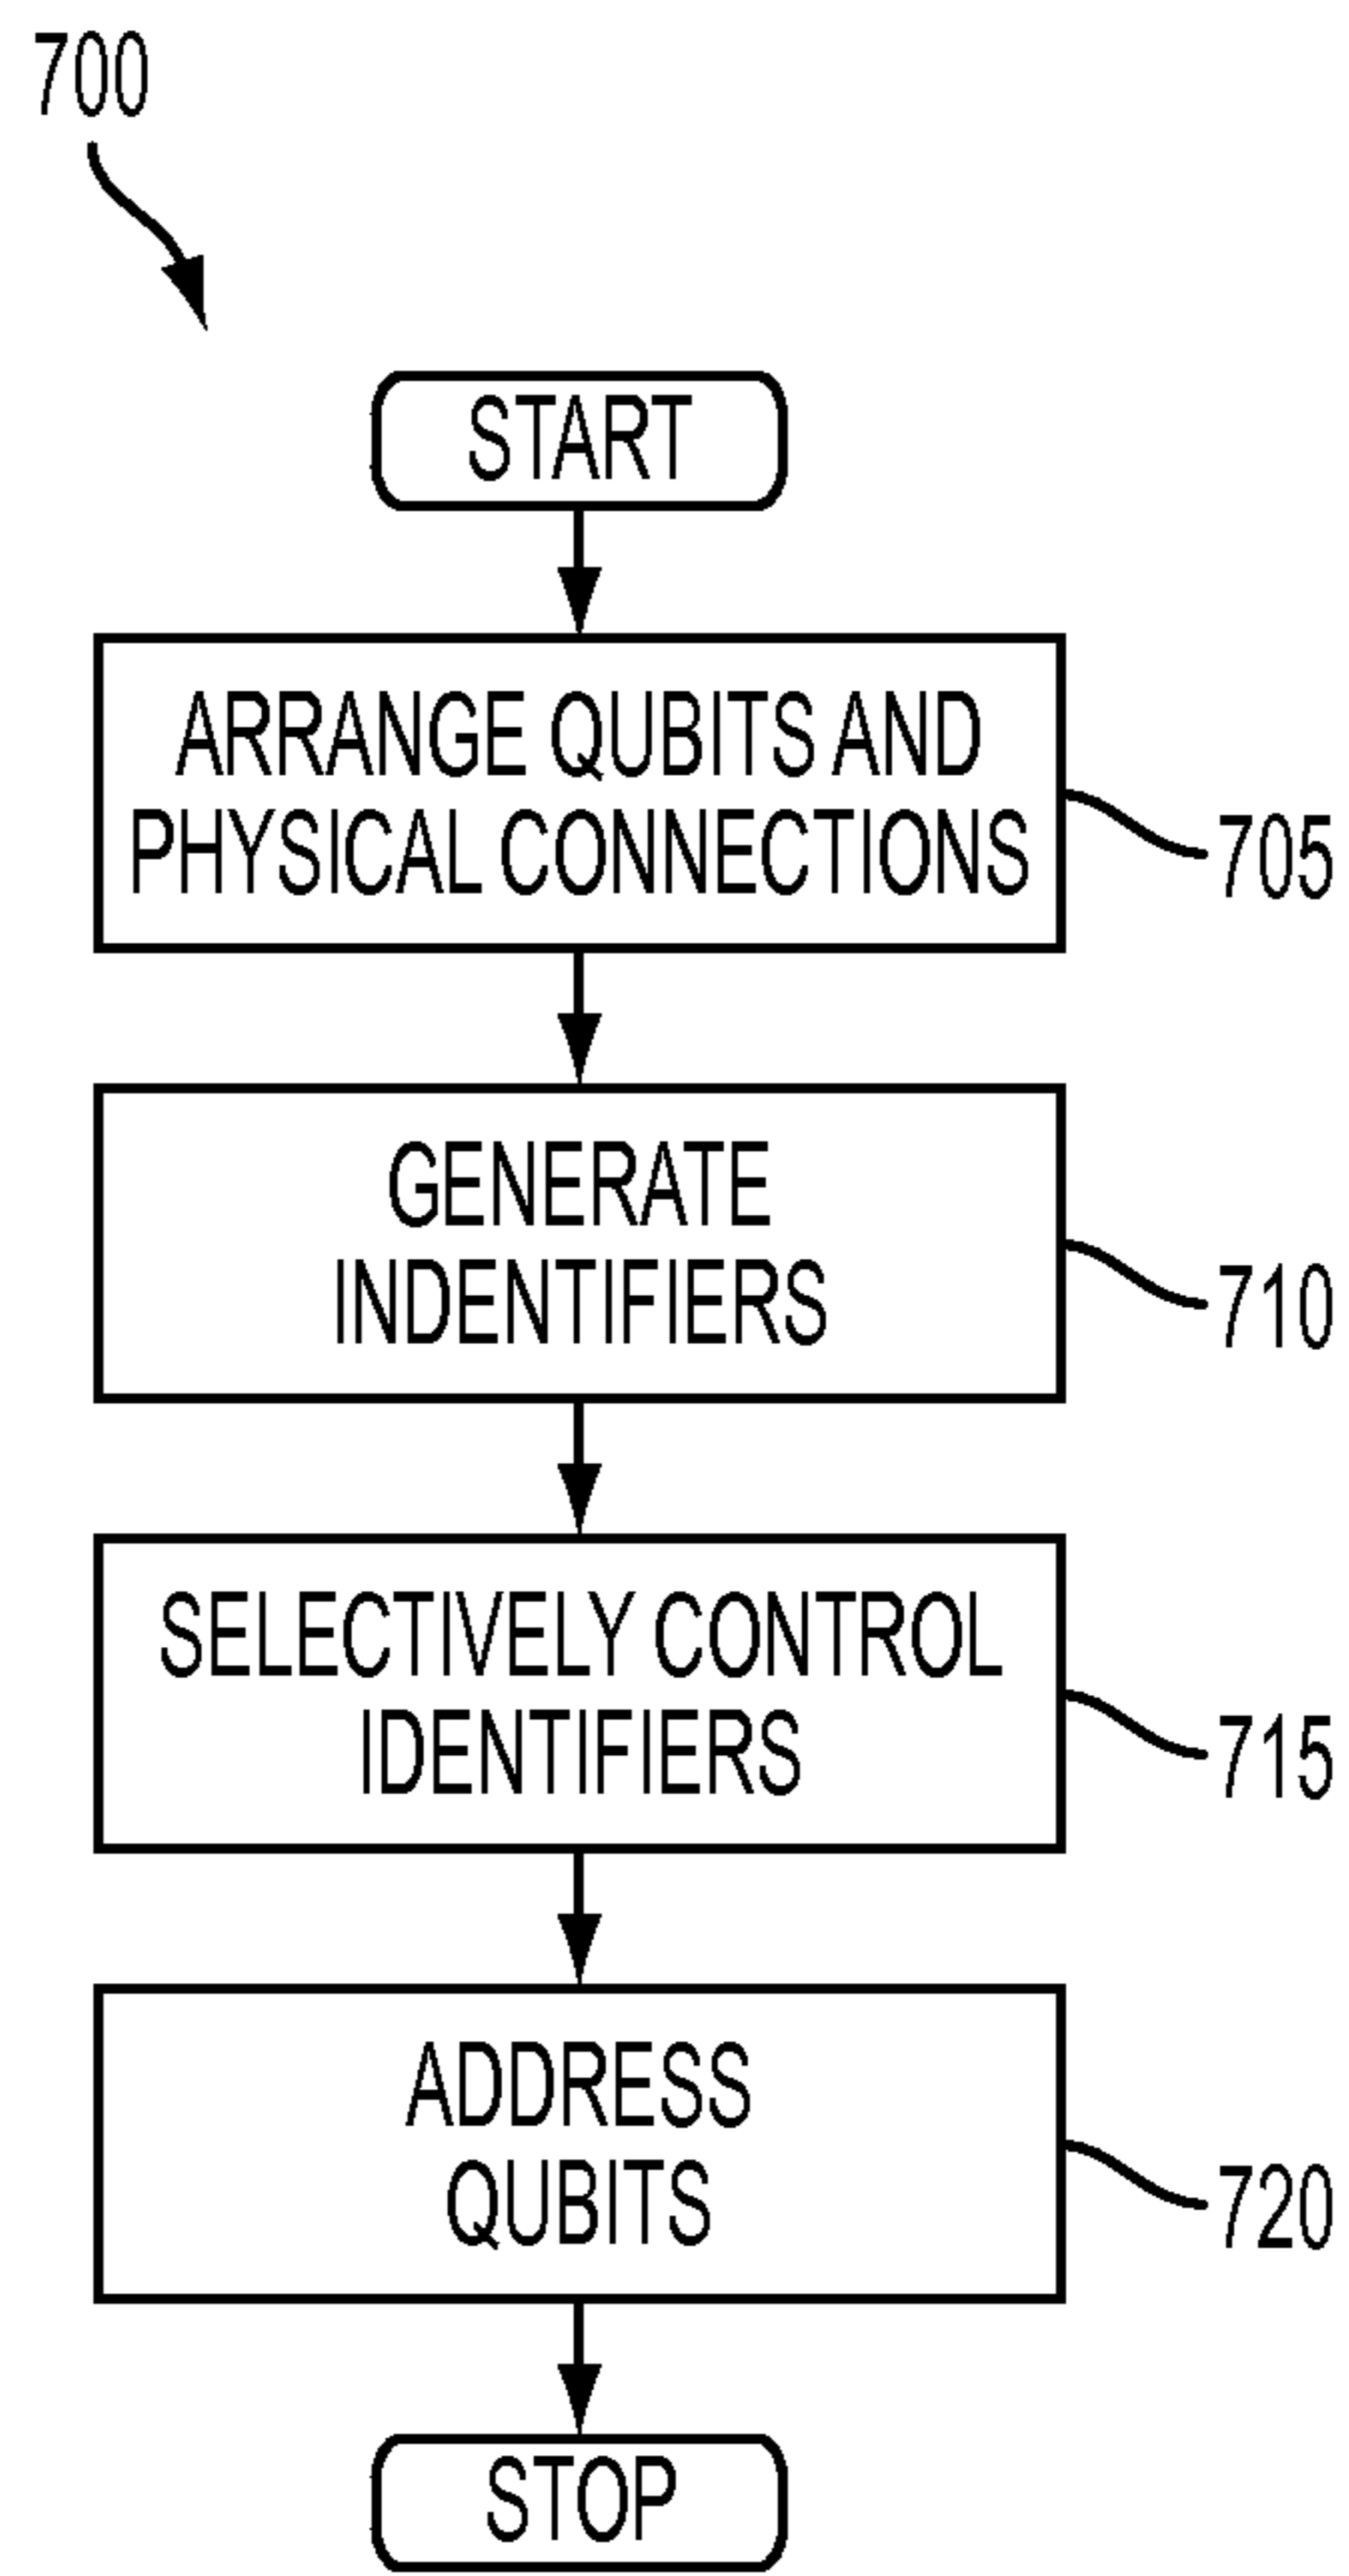 700
START
ARRANGE QUBITS AND
PHYSICAL CONNECTIONS
705
GENERATE
INDENTIFIERS
710
SELECTIVELY CONTROL
IDENTIFIERS
715
ADDRESS
QUBITS
720
STOP